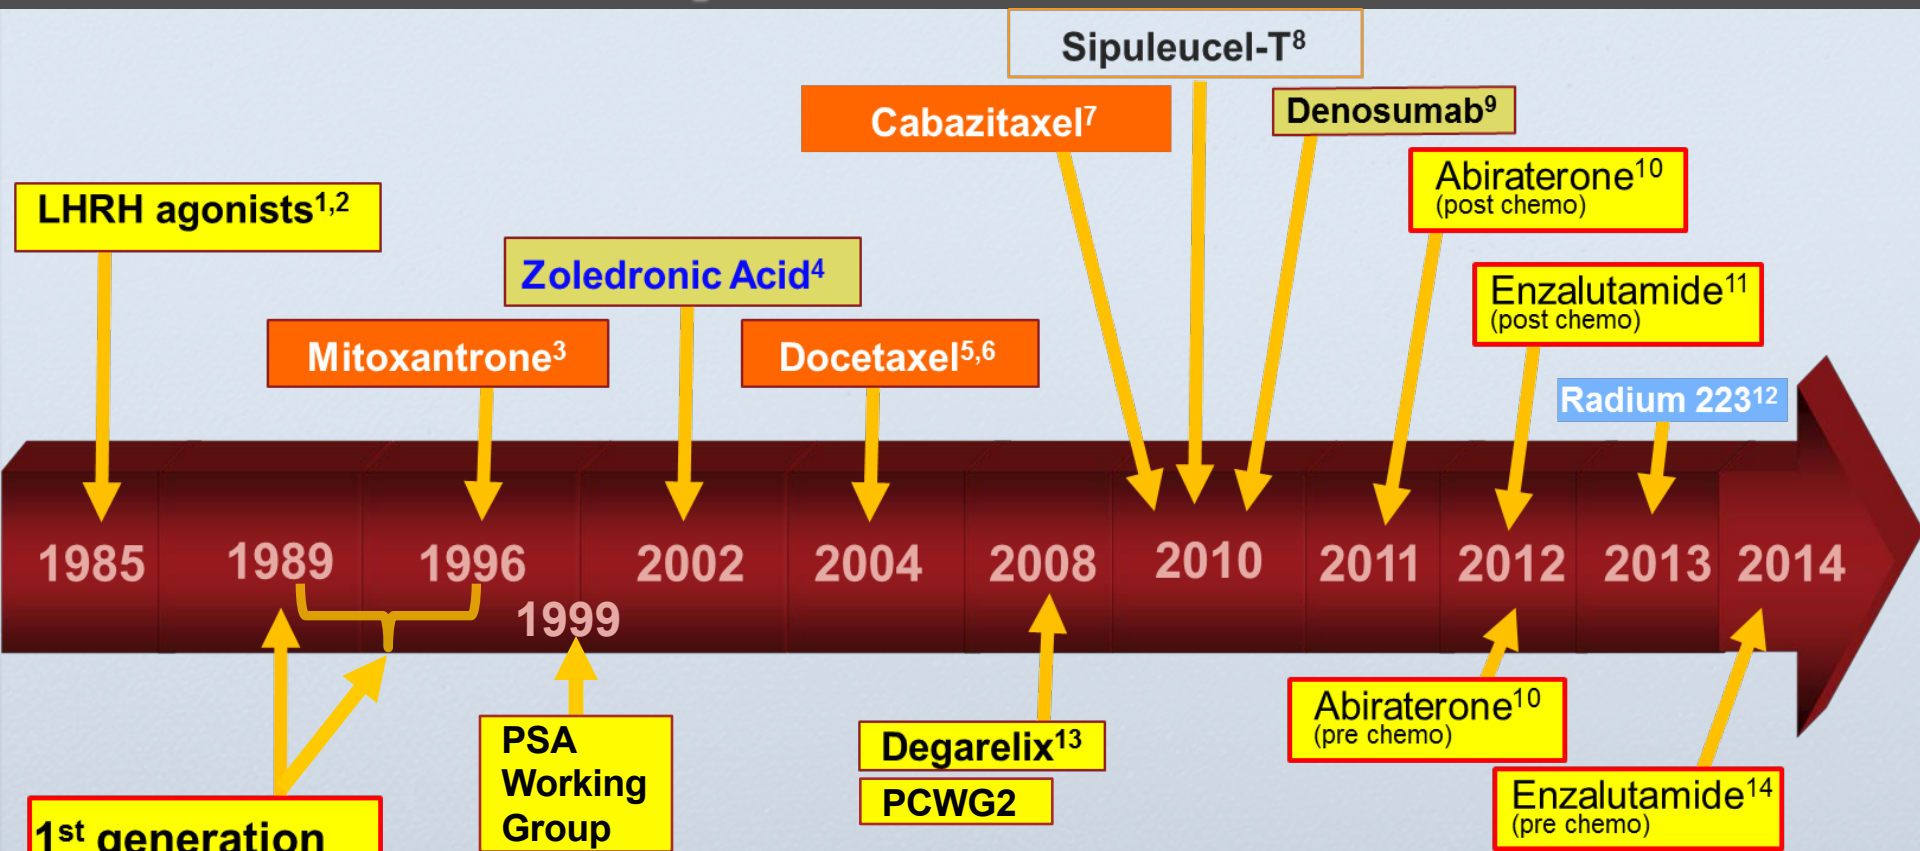 Sipuleucel-T8
Cabazitaxel7
Denosumab9
Abiraterone10
(post chemo)
LHRH agonists1,2
Zoledronic Acid4
Enzalutamide11
(post chemo)
Mitoxantrone3
Docetaxel5,6
Radium 22312
1985
1989
1996
1999
2002
2004
2008
2010
2011
2012
2013
2014
1st generation
PSA
Working
Group
Degarelix13
PCWG2
Abiraterone10
(pre chemo)
Enzalutamide14
(pre chemo)